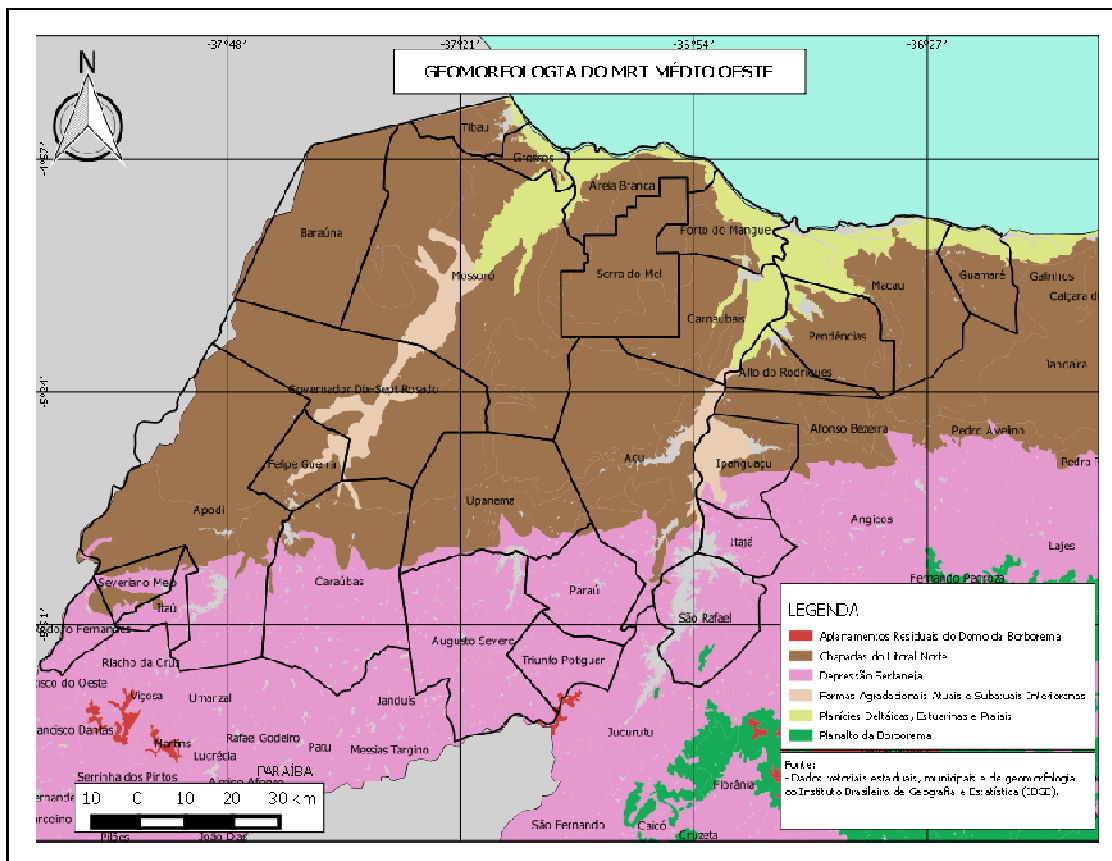 -37°48'
-37°21'
-36°54'
-36°27'
N
GEOMORFOLOGIA DO MRT MÉDIO OESTE
Tibau
Grossos
Areia Branca
Baraúna
Porto do Mangue
Mossoró
Serra do Mel
Macau
Guamaré
Galinhos
Carnaubais
Pendências
Jandaíra
Alto do Rodrigues
Governador Dix-Sept Rosado
Afonso Bezerra
Pedro Avelino
Felipe Guerra
Açu
Ipanguaçu
Upanema
Apodi
Angicos
Itajá
Lajes
Severiano Melo
Caraúbas
Paraú
Fernando Pedroza
Itaú
São Rafael
Augusto Severo
Riacho da Cruz
Triunfo Potiguar
Viçosa
Umarizal
Janduís
Jucurutu
Martins
Rafael Godeiro
Patu
Messias Targino
Lucrécia
Serrinha dos Pintos
PARAÍBA
Florânia
São Fernando
Caicó
Cruzeta
Pilões
João Dias
10 0 10 20 30 km
LEGENDA
Aplanamentos Residuais do Domo da Borborema
Chapadas do Litoral Norte
Depressão Sertaneja
Formas Agradacionais Atuais e Subatuais Interioranas
Planícies Deltáicas, Estuarinas e Praiais
Planalto da Borborema
Fonte:
- Dados vetoriais estaduais, municipais e de geomorfologia
do Instituto Brasileiro de Geografia e Estatística (IBGE).